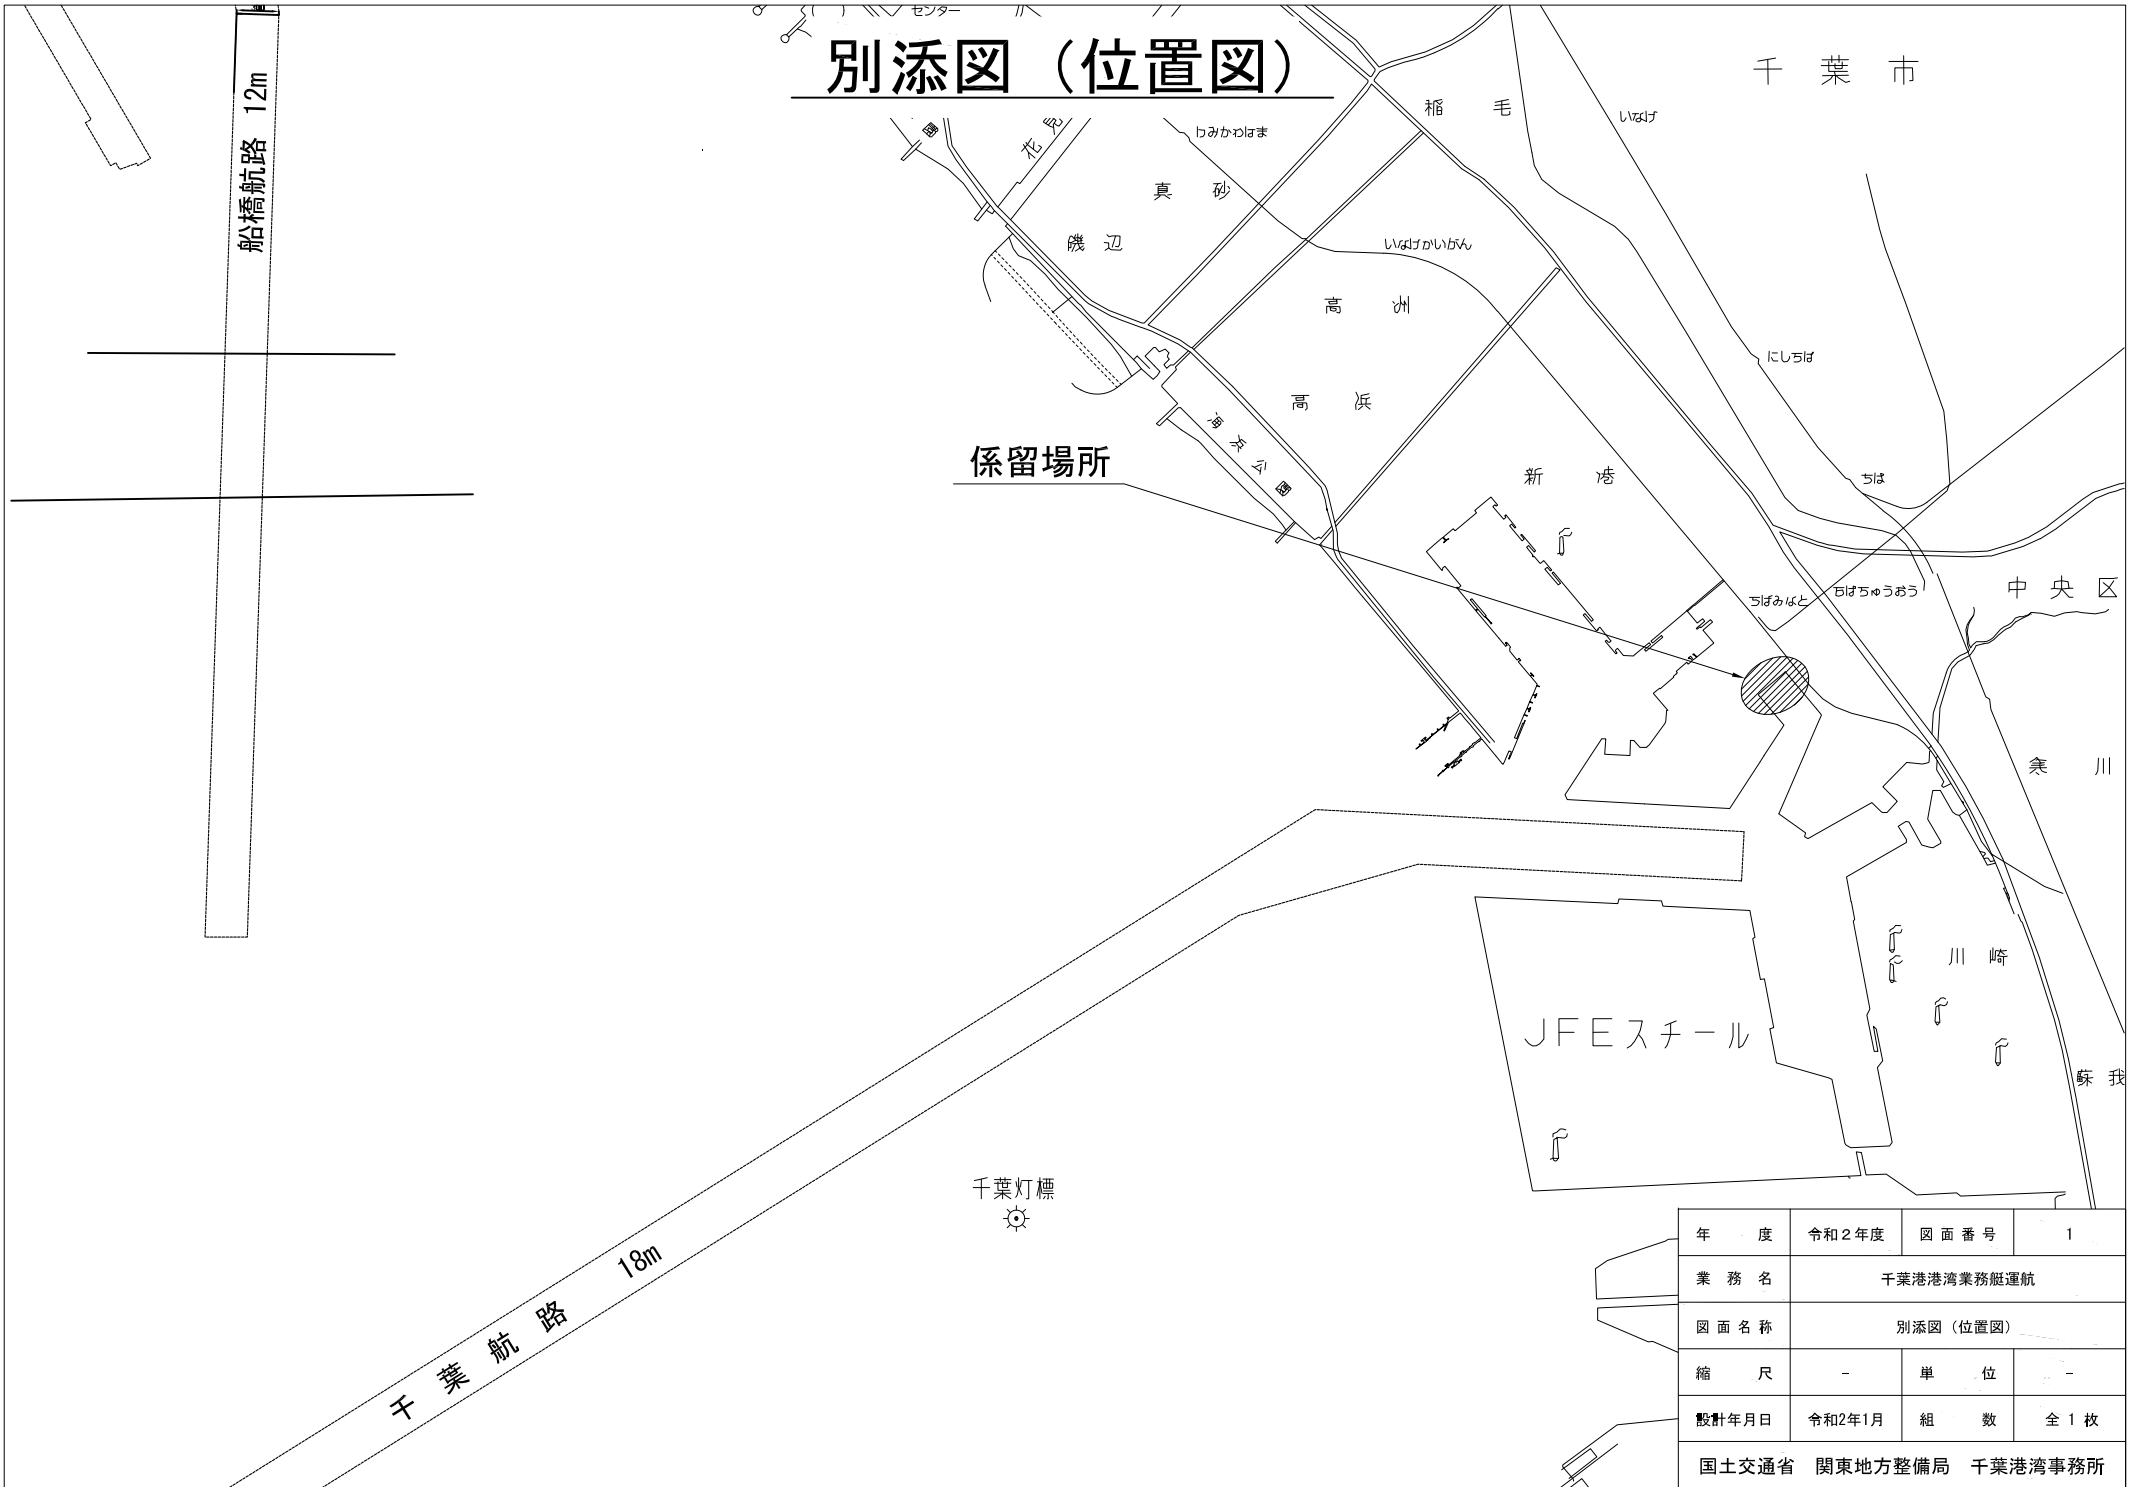 センター
別添図（位置図）
千葉市
船橋航路 12m
稲毛
いなげ
けみかわはま
花見
園
真砂
磯辺
いなげかいがん
高洲
にしちば
高浜
海浜公園
係留場所
新港
ちば
ちばみなと
ちばちゅうおう
中央区
寒川
川崎
JFEスチール
蘇我
千葉灯標
千葉航路 18m
年度 令和２年度 図面番号 1
業務名 千葉港港湾業務艇運航
図面名称 別添図（位置図）
縮尺 - 単位 -
設計年月日 令和2年1月 組数 全１枚
国土交通省 関東地方整備局 千葉港湾事務所